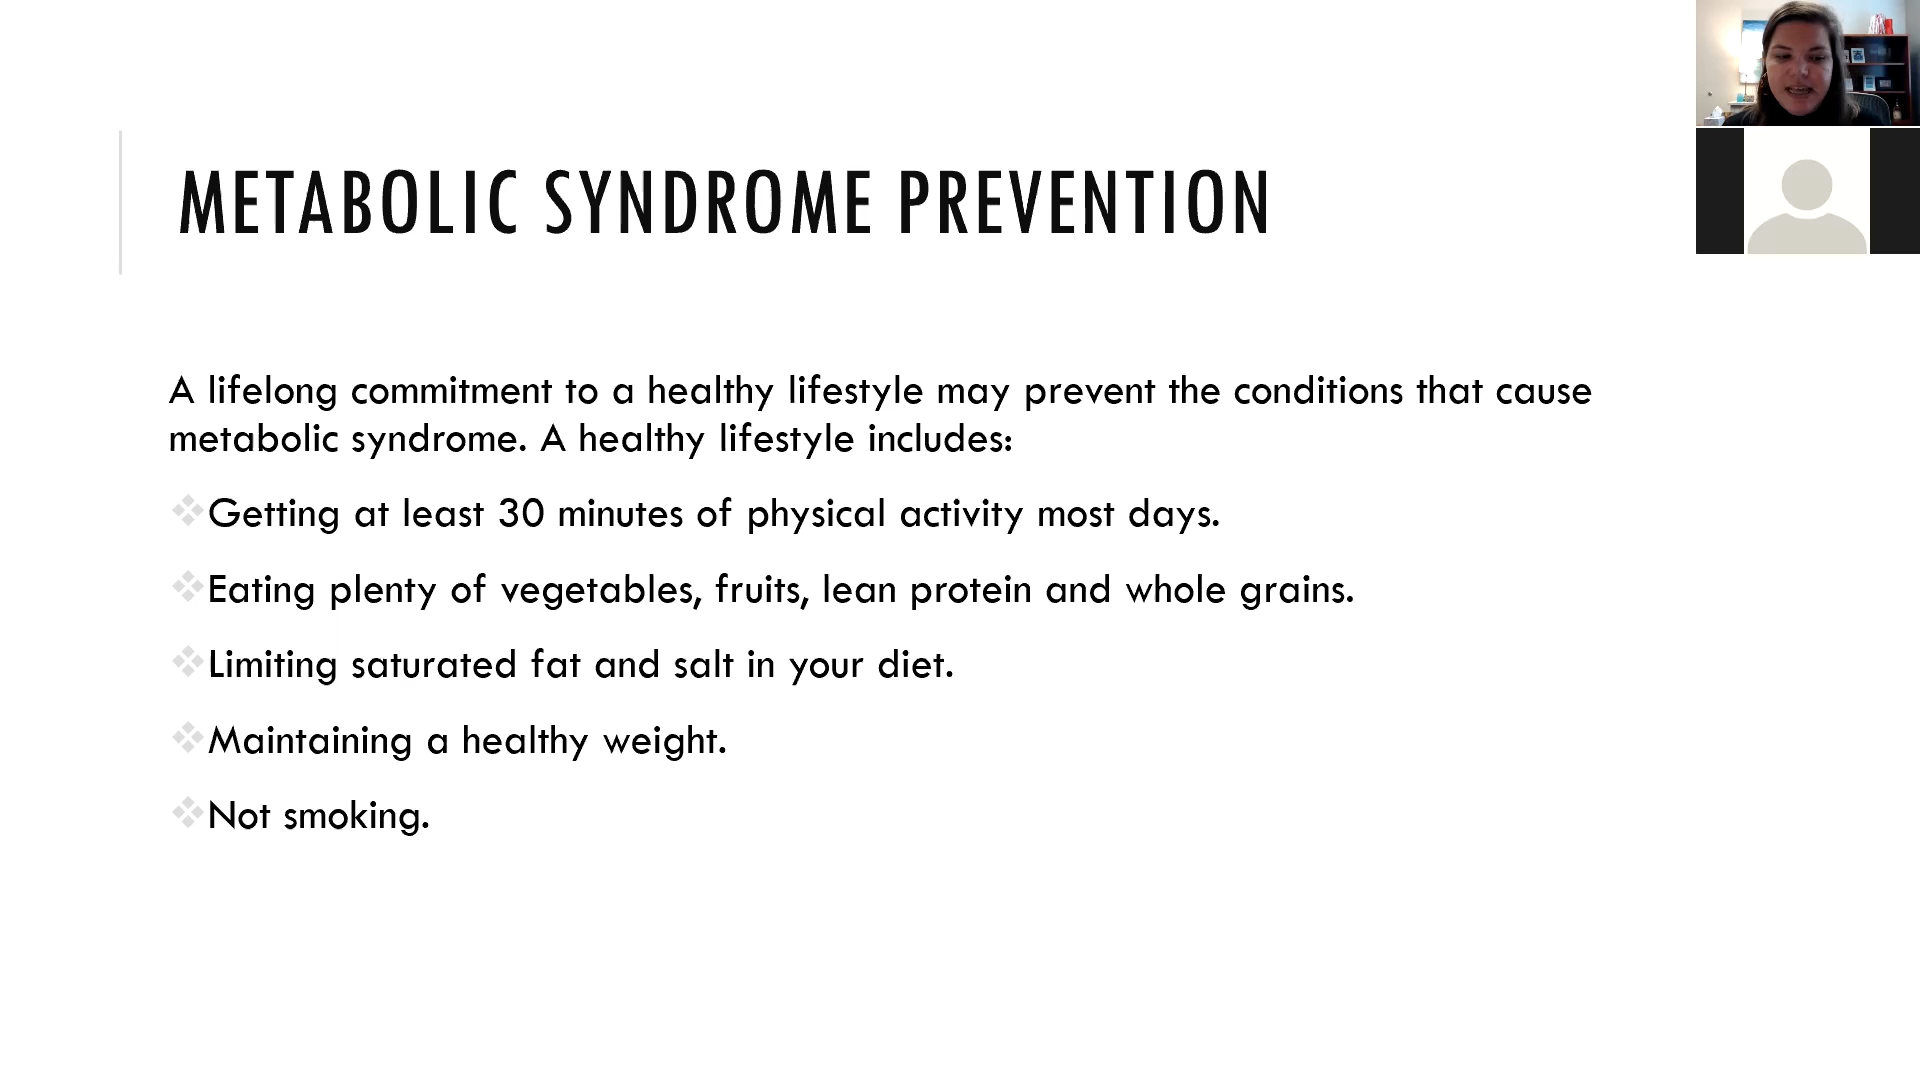 METABOLIC SYNDROME PREVENTION
A lifelong commitment to a healthy lifestyle may prevent the conditions that cause
metabolic syndrome. A healthy lifestyle includes:
Getting at least 30 minutes of physical activity most days.
Eating plenty of vegetables, fruits, lean protein and whole grains.
Limiting saturated fat and salt in your diet.
Maintaining a healthy weight.
Not smoking.